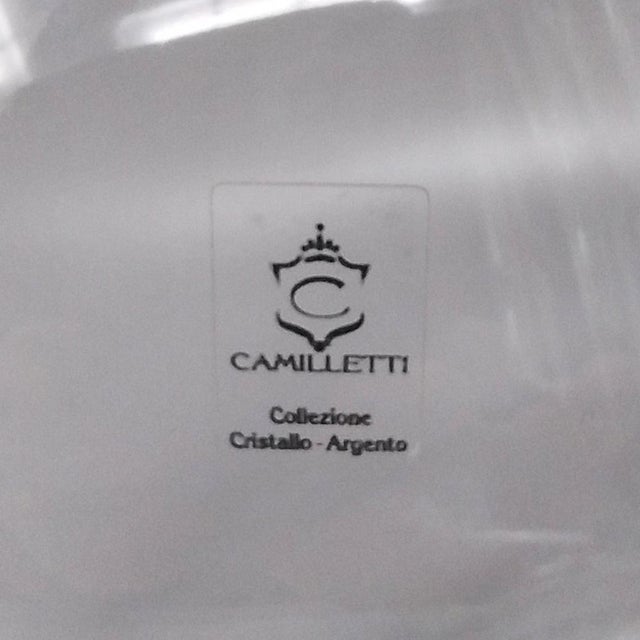 C
CAMILLETTI
Collezione
Cristallo - Argento